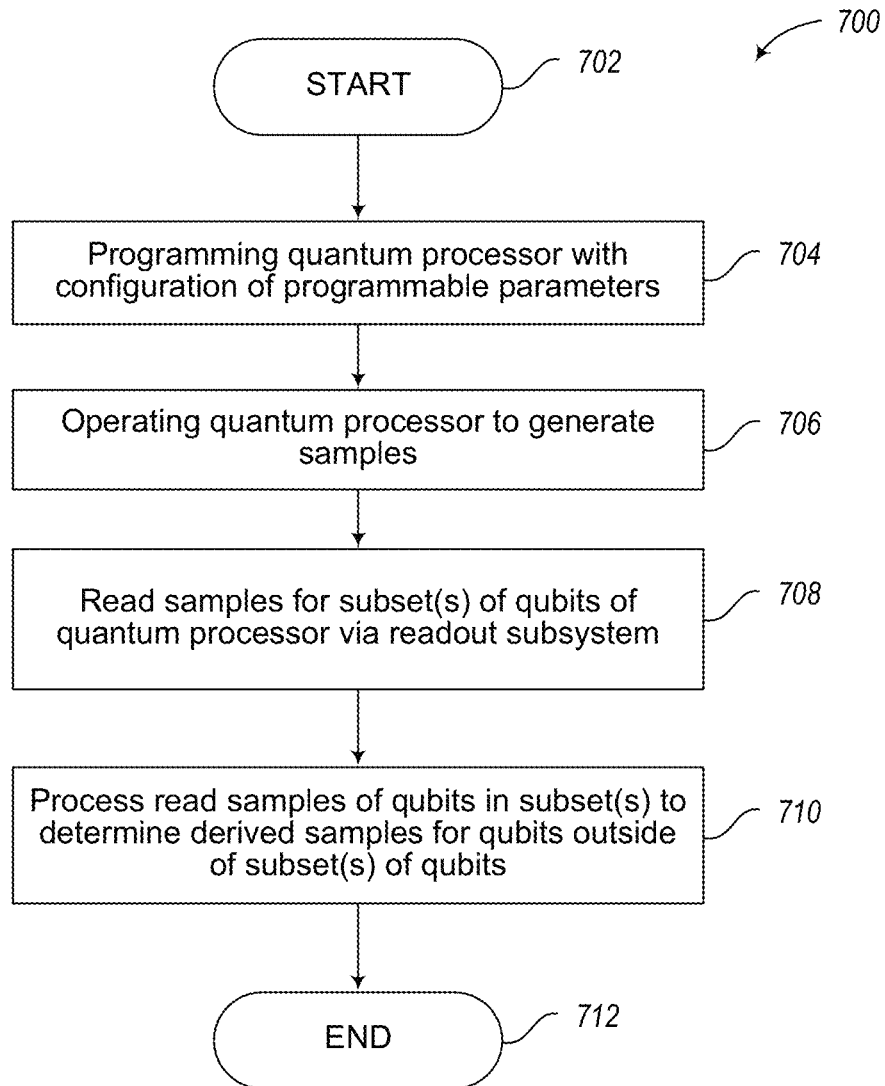 700
START
702
Programming quantum processor with
configuration of programmable parameters
704
Operating quantum processor to generate
samples
706
Read samples for subset(s) of qubits of
quantum processor via readout subsystem
708
Process read samples of qubits in subset(s) to
determine derived samples for qubits outside
of subset(s) of qubits
710
END
712